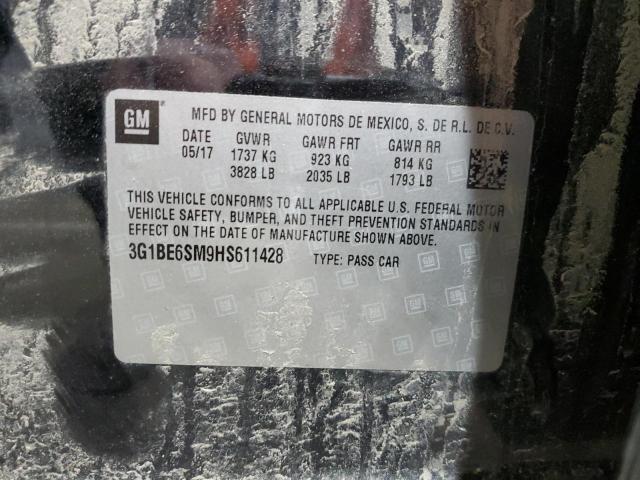 GM
MFD BY GENERAL MOTORS DE MEXICO, S. DE R.L. DE C.V.
DATE GVWR GAWR FRT GAWR RR
05/17 1737 KG 923 KG 814 KG
3828 LB 2035 LB 1793 LB
THIS VEHICLE CONFORMS TO ALL APPLICABLE U.S. FEDERAL MOTOR
VEHICLE SAFETY, BUMPER, AND THEFT PREVENTION STANDARDS IN
EFFECT ON THE DATE OF MANUFACTURE SHOWN ABOVE.
3G1BE6SM9HS611428 TYPE: PASS CAR